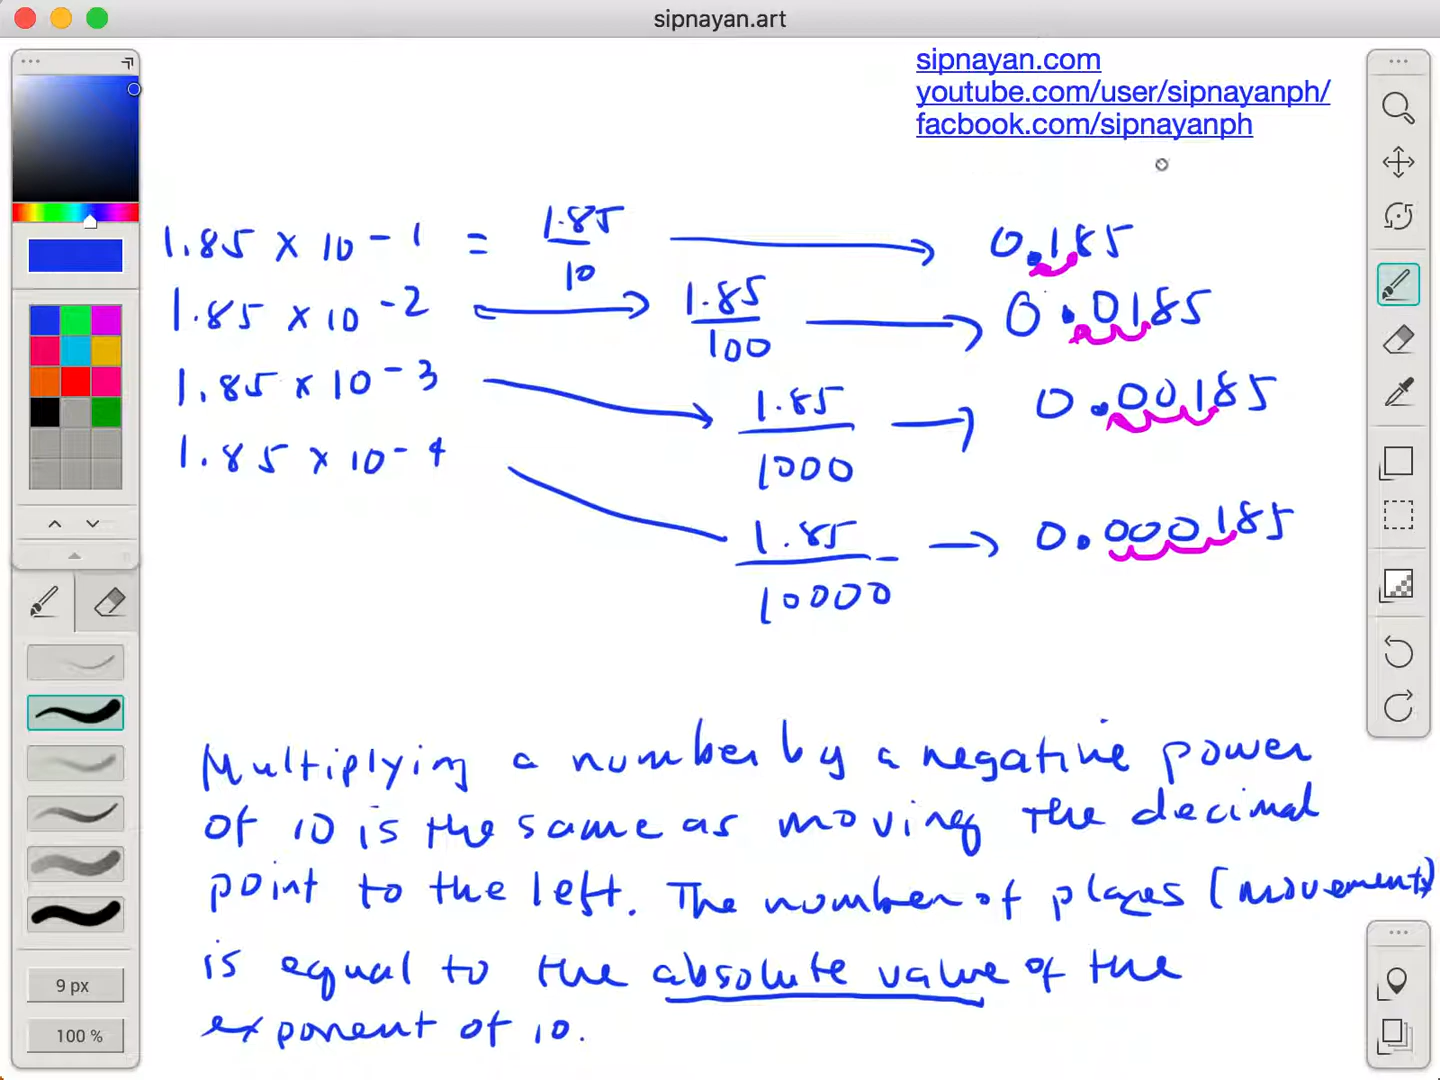 sipnayan.art
sipnayan.com
youtube.com/user/sipnayanph/
facbook.com/sipnayanph
1.85 × 10 -1 = 1.85/10 → 0.185
1.85 × 10 -2 → 1.85/100 → 0.0185
1.85 × 10 -3 → 1.85/1000 → 0.00185
1.85 × 10 -4 1.85/10000 → 0.000185
Multiplying a number by a negative power
of 10 is the same as moving the decimal
point to the left. The number of places (movement)
is equal to the absolute value of the
exponent of 10.
9 px
100 %